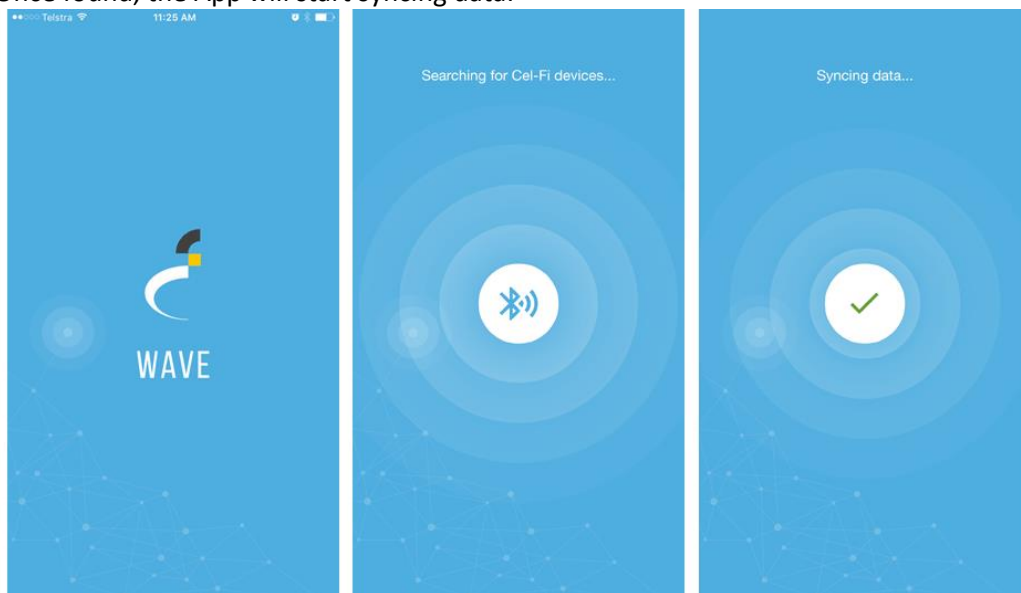 Once found, the App will start syncing data.
Telstra 11:25 AM
WAVE
Searching for Cel-Fi devices...
Syncing data...